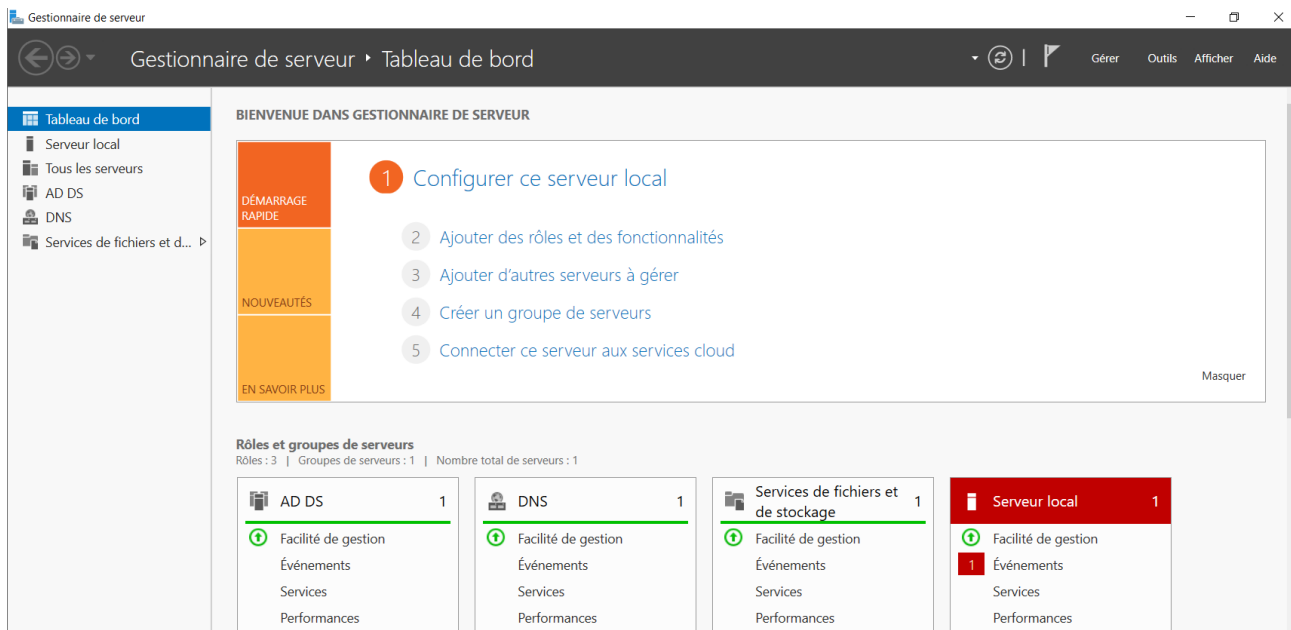 Gestionnaire de serveur
Gestionnaire de serveur ‣ Tableau de bord
Gérer Outils Afficher Aide
Tableau de bord
Serveur local
Tous les serveurs
AD DS
DNS
Services de fichiers et d...
BIENVENUE DANS GESTIONNAIRE DE SERVEUR
DÉMARRAGE
RAPIDE
NOUVEAUTÉS
EN SAVOIR PLUS
1 Configurer ce serveur local
2 Ajouter des rôles et des fonctionnalités
3 Ajouter d’autres serveurs à gérer
4 Créer un groupe de serveurs
5 Connecter ce serveur aux services cloud
Masquer
Rôles et groupes de serveurs
Rôles : 3 | Groupes de serveurs : 1 | Nombre total de serveurs : 1
AD DS 1
Facilité de gestion
Événements
Services
Performances
DNS 1
Facilité de gestion
Événements
Services
Performances
Services de fichiers et
de stockage 1
Facilité de gestion
Événements
Services
Performances
Serveur local 1
Facilité de gestion
1 Événements
Services
Performances